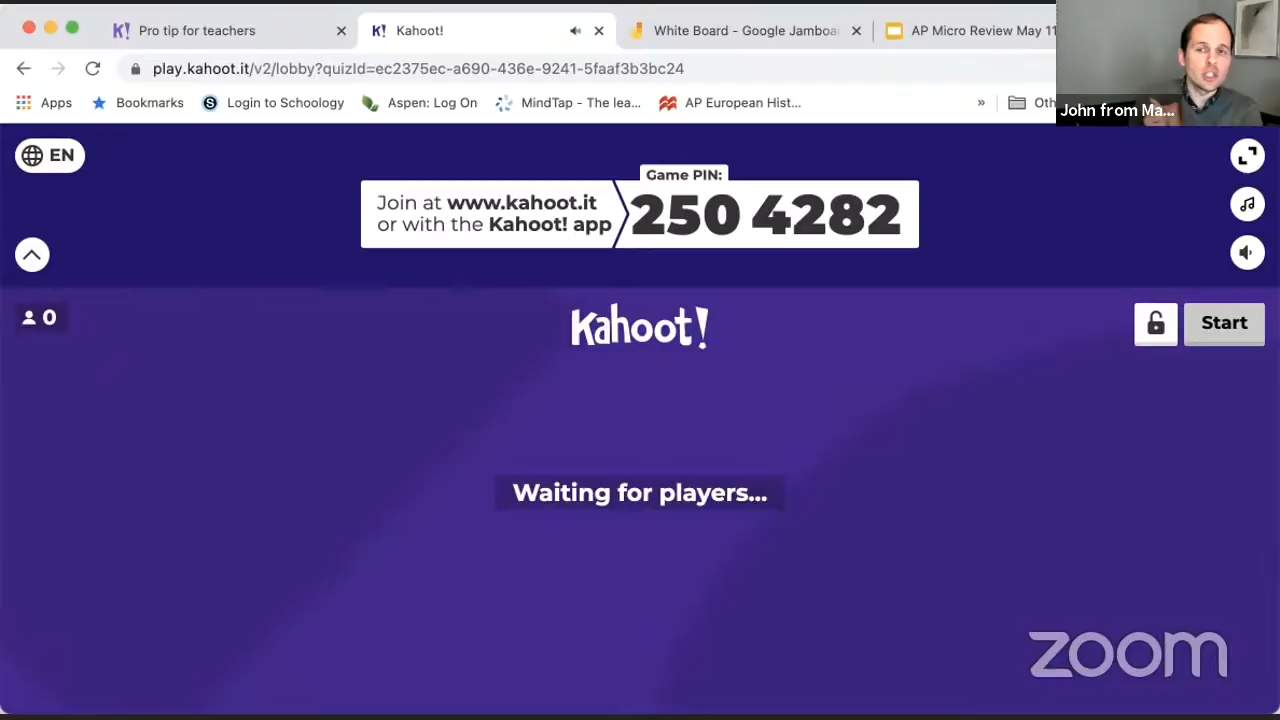 K! Pro tip for teachers
K! Kahoot!
White Board - Google Jamboa
AP Micro Review May 11
play.kahoot.it/v2/lobby?quizId=ec2375ec-a690-436e-9241-5faaf3b3bc24
John from Ma...
Apps
Bookmarks
S Login to Schoology
Aspen: Log On
MindTap - The lea...
AP European Hist...
»
Oth
EN
Game PIN:
Join at www.kahoot.it
or with the Kahoot! app
250 4282
0
Kahoot!
Start
Waiting for players...
zoom